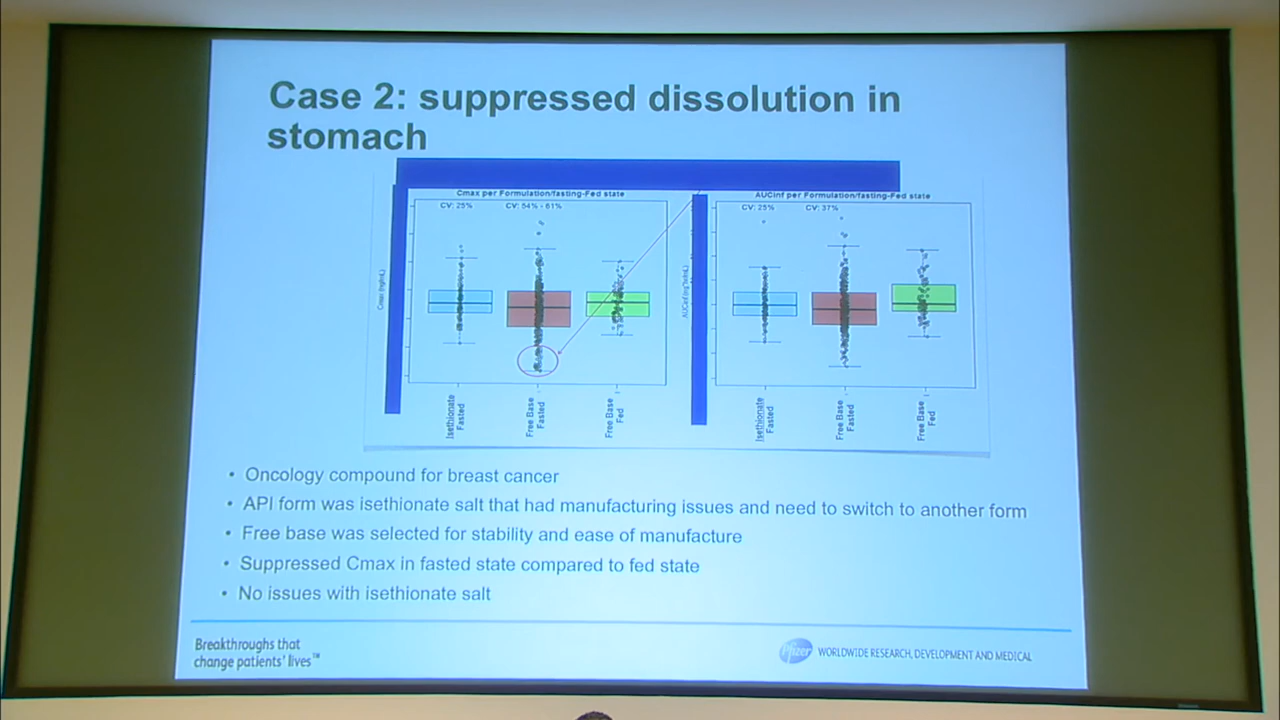 Case 2: suppressed dissolution in
stomach
Cmax per Formulation/fasting-Fed state
CV: 25%
CV: 54% - 61%
Cmax (ng/mL)
Isethionate
Fasted
Free Base
Fasted
Free Base
Fed
AUCinf per Formulation/fasting-Fed state
CV: 25%
CV: 37%
Isethionate
Fasted
Free Base
Fasted
Free Base
Fed
• Oncology compound for breast cancer
• API form was isethionate salt that had manufacturing issues and need to switch to another form
• Free base was selected for stability and ease of manufacture
• Suppressed Cmax in fasted state compared to fed state
• No issues with isethionate salt
Breakthroughs that
change patients' lives™
Pfizer WORLDWIDE RESEARCH, DEVELOPMENT AND MEDICAL